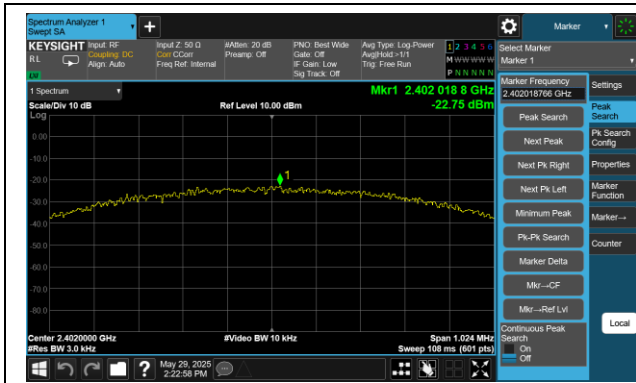 Spectrum Analyzer 1
Swept SA
Marker
KEYSIGHT
RL
LV
Input: RF
Coupling: DC
Align: Auto
Input Z: 50 Ω
Corr CCorr
Freq Ref: Internal
#Atten: 20 dB
Preamp: Off
PNO: Best Wide
Gate: Off
IF Gain: Low
Sig Track: Off
Avg Type: Log-Power
Avg|Hold:>1/1
Trig: Free Run
1 2 3 4 5 6
M W W W W W
P N N N N N
Select Marker
Marker 1
1 Spectrum
Scale/Div 10 dB
Log
Ref Level 10.00 dBm
Mkr1 2.402 018 8 GHz
-22.75 dBm
0.00
-10.0
-20.0
-30.0
-40.0
-50.0
-60.0
-70.0
-80.0
1
Center 2.4020000 GHz
#Res BW 3.0 kHz
#Video BW 10 kHz
Span 1.024 MHz
Sweep 108 ms (601 pts)
Marker Frequency
2.402018766 GHz
Peak Search
Next Peak
Next Pk Right
Next Pk Left
Minimum Peak
Pk-Pk Search
Marker Delta
Mkr→CF
Mkr→Ref Lvl
Continuous Peak
Search
On
Off
Settings
Peak
Search
Pk Search
Config
Properties
Marker
Function
Marker→
Counter
Local
May 29, 2025
2:22:58 PM